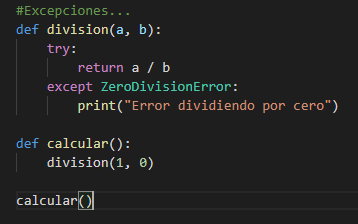 #Excepciones...
def division(a, b):
    try:
        return a / b
    except ZeroDivisionError:
        print("Error dividiendo por cero")
def calcular():
    division(1, 0)
calcular()